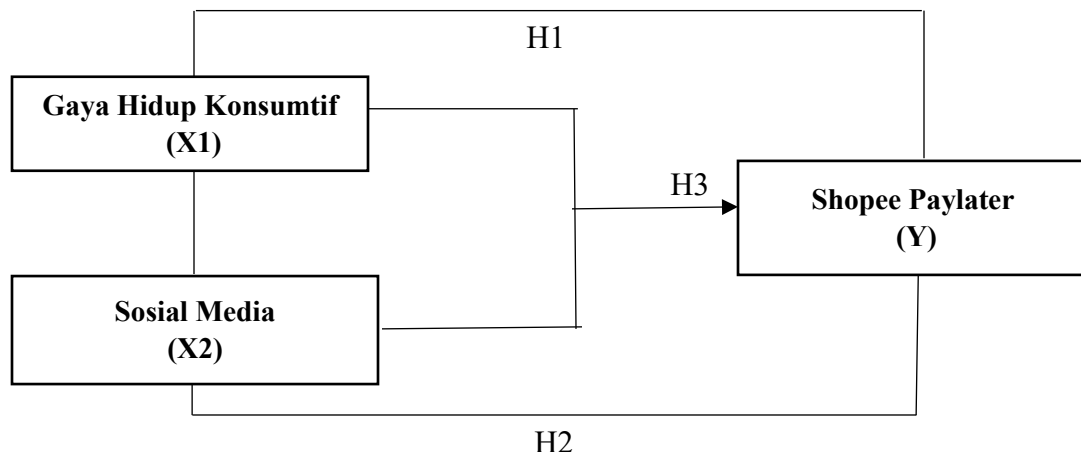 H1
Gaya Hidup Konsumtif
(X1)
H3
Shopee Paylater
(Y)
Sosial Media
(X2)
H2